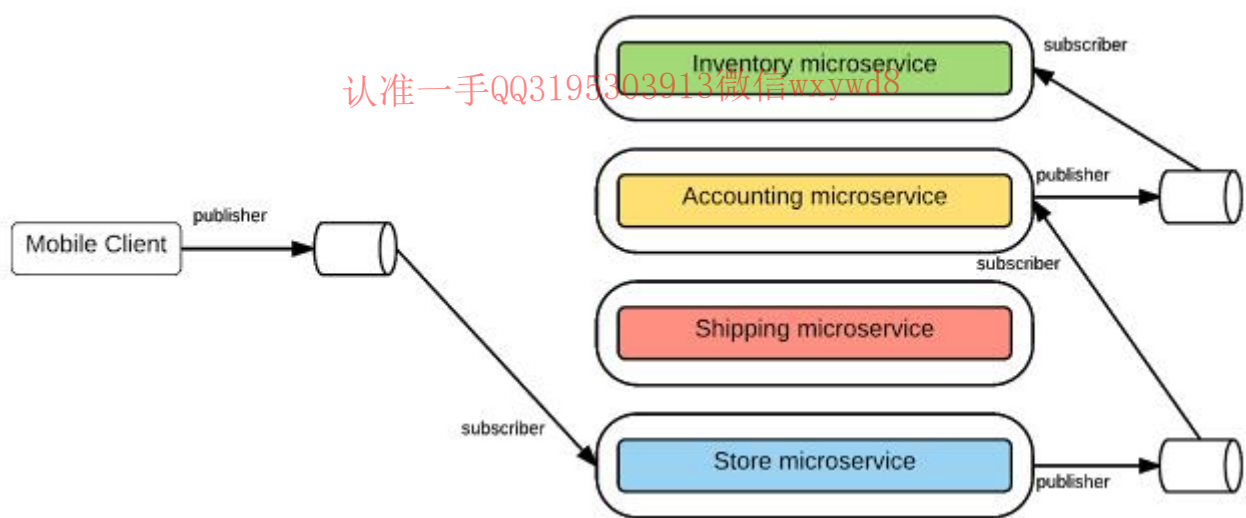 subscriber
Inventory microservice
认准一手QQ3195303913微信wxywd8
Accounting microservice
publisher
publisher
Mobile Client
subscriber
Shipping microservice
subscriber
Store microservice
publisher